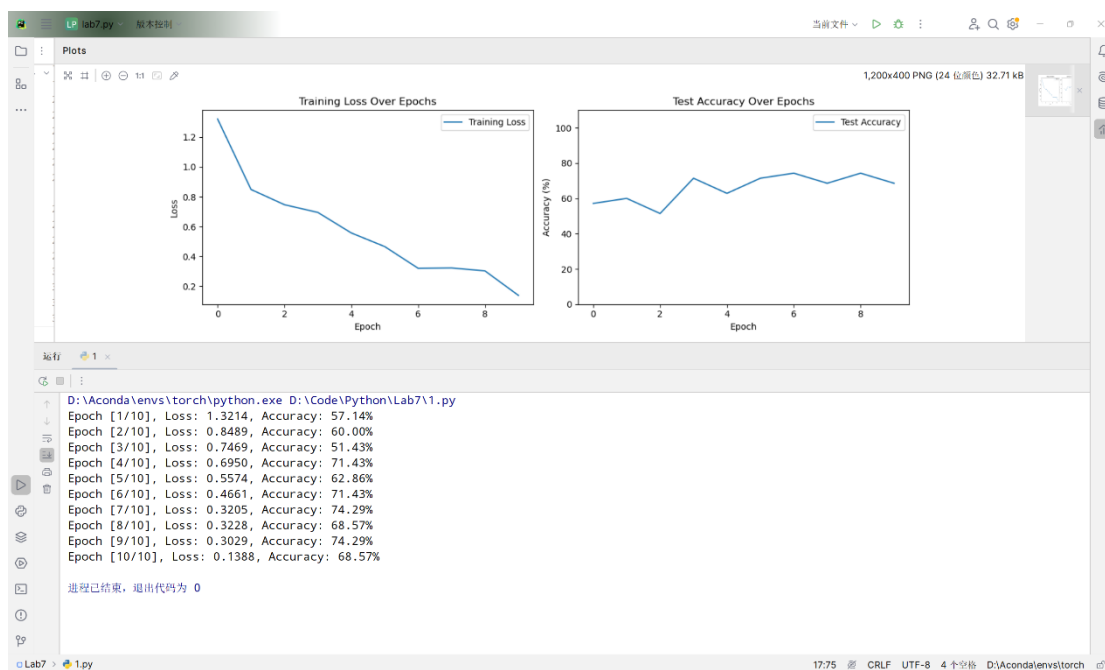 LP lab7.py 版本控制 当前文件
Plots
1:1 1,200x400 PNG (24 位颜色) 32.71 kB
Training Loss Over Epochs
Training Loss
1.2
1.0
0.8
0.6
0.4
0.2
Loss
0 2 4 6 8
Epoch
Test Accuracy Over Epochs
Test Accuracy
100
80
60
40
20
0
Accuracy (%)
0 2 4 6 8
Epoch
运行 1
D:\Aconda\envs\torch\python.exe D:\Code\Python\Lab7\1.py
Epoch [1/10], Loss: 1.3214, Accuracy: 57.14%
Epoch [2/10], Loss: 0.8489, Accuracy: 60.00%
Epoch [3/10], Loss: 0.7469, Accuracy: 51.43%
Epoch [4/10], Loss: 0.6950, Accuracy: 71.43%
Epoch [5/10], Loss: 0.5574, Accuracy: 62.86%
Epoch [6/10], Loss: 0.4661, Accuracy: 71.43%
Epoch [7/10], Loss: 0.3205, Accuracy: 74.29%
Epoch [8/10], Loss: 0.3228, Accuracy: 68.57%
Epoch [9/10], Loss: 0.3029, Accuracy: 74.29%
Epoch [10/10], Loss: 0.1388, Accuracy: 68.57%
进程已结束，退出代码为 0
Lab7 > 1.py 17:75 CRLF UTF-8 4 个空格 D:\Aconda\envs\torch